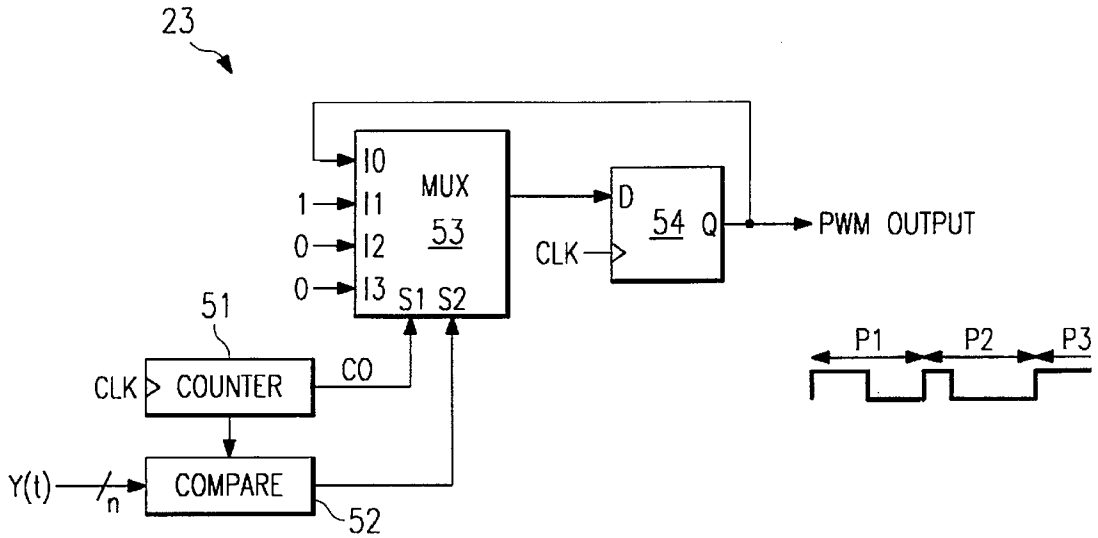 23
I0
I1
I2
I3
1
0
0
MUX
53
S1 S2
D
54
Q
CLK
PWM OUTPUT
51
CLK
COUNTER
CO
Y(t)
n
COMPARE
52
P1
P2
P3